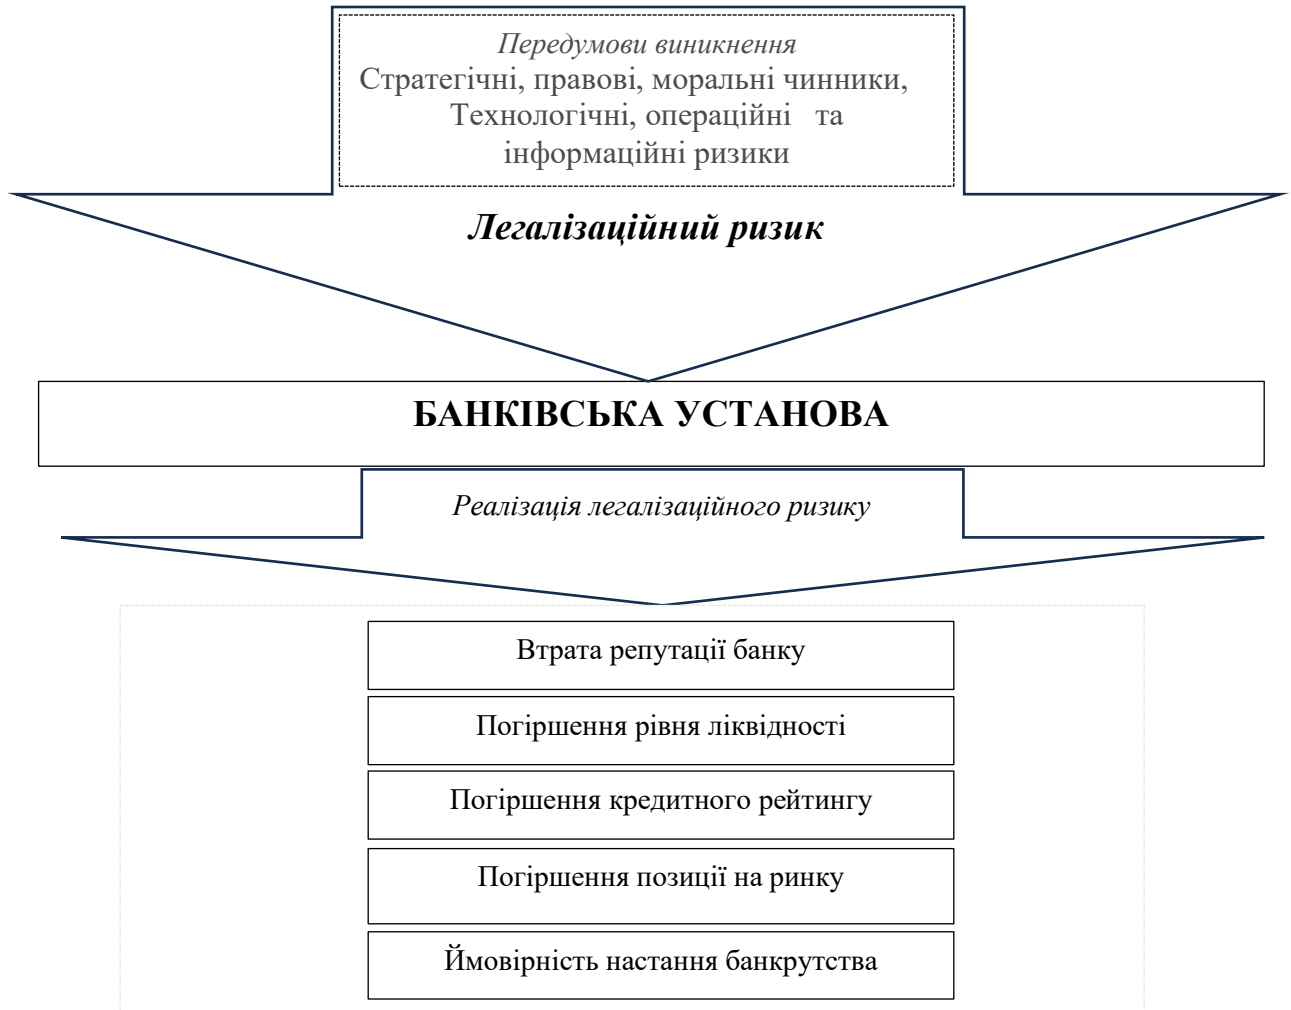 Передумови виникнення
Стратегічні, правові, моральні чинники,
Технологічні, операційні та
інформаційні ризики
Легалізаційний ризик
БАНКІВСЬКА УСТАНОВА
Реалізація легалізаційного ризику
Втрата репутації банку
Погіршення рівня ліквідності
Погіршення кредитного рейтингу
Погіршення позиції на ринку
Ймовірність настання банкрутства